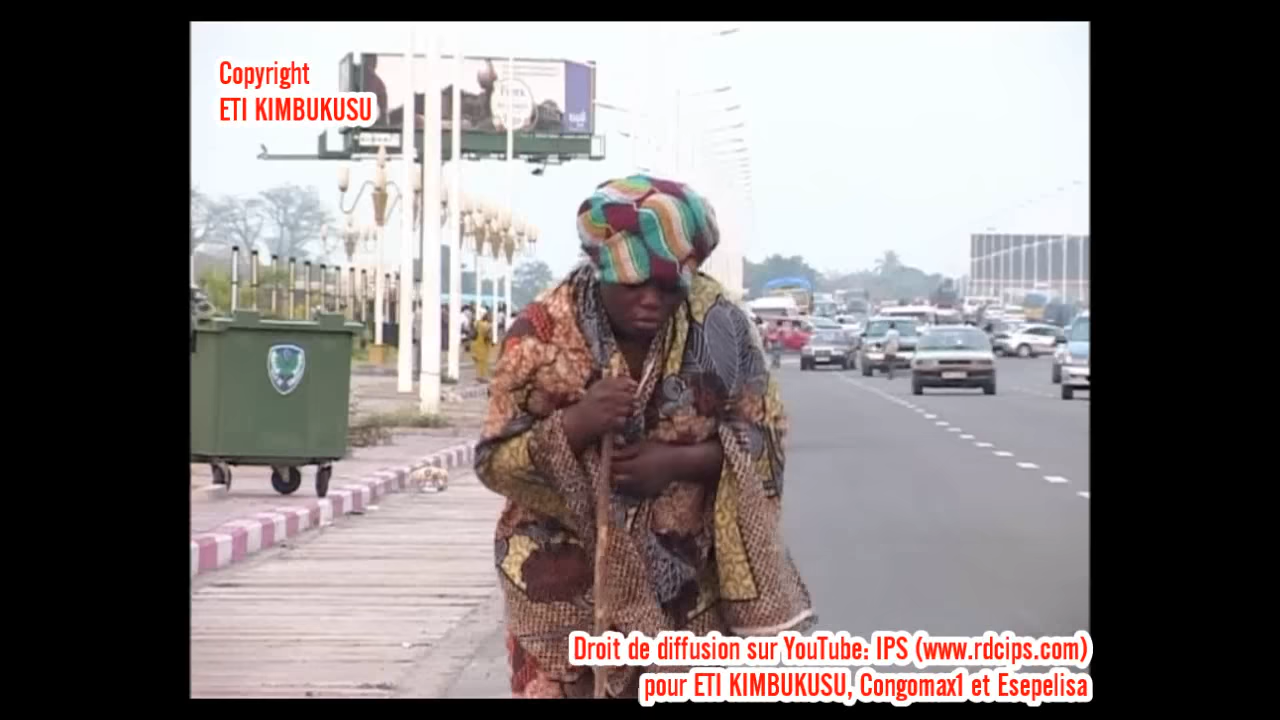 Copyright
ETI KIMBUKUSU
Droit de diffusion sur YouTube: IPS (www.rdcips.com)
pour ETI KIMBUKUSU, Congomax1 et Esepelisa